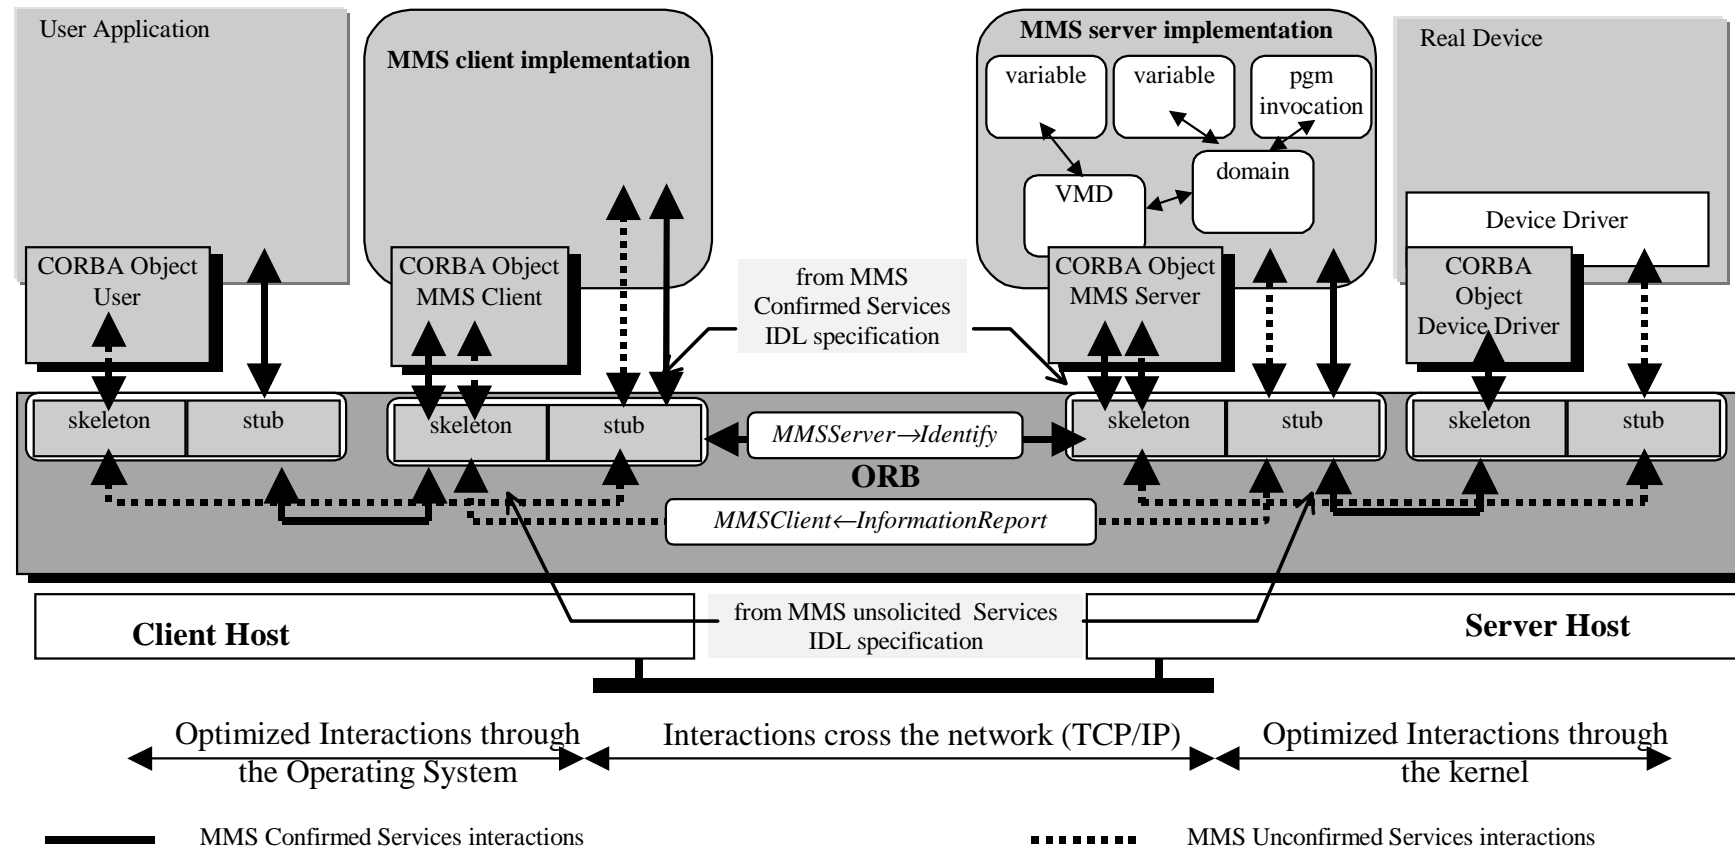 User Application
MMS client implementation
MMS server implementation
Real Device
variable
variable
pgm
invocation
domain
VMD
Device Driver
CORBA Object
User
CORBA Object
MMS Client
from MMS
Confirmed Services
IDL specification
CORBA Object
MMS Server
CORBA
Object
Device Driver
skeleton
stub
skeleton
stub
MMSServer→Identify
skeleton
stub
skeleton
stub
ORB
MMSClient←InformationReport
Client Host
from MMS unsolicited Services
IDL specification
Server Host
Optimized Interactions through
the Operating System
Interactions cross the network (TCP/IP)
Optimized Interactions through
the kernel
MMS Confirmed Services interactions
MMS Unconfirmed Services interactions